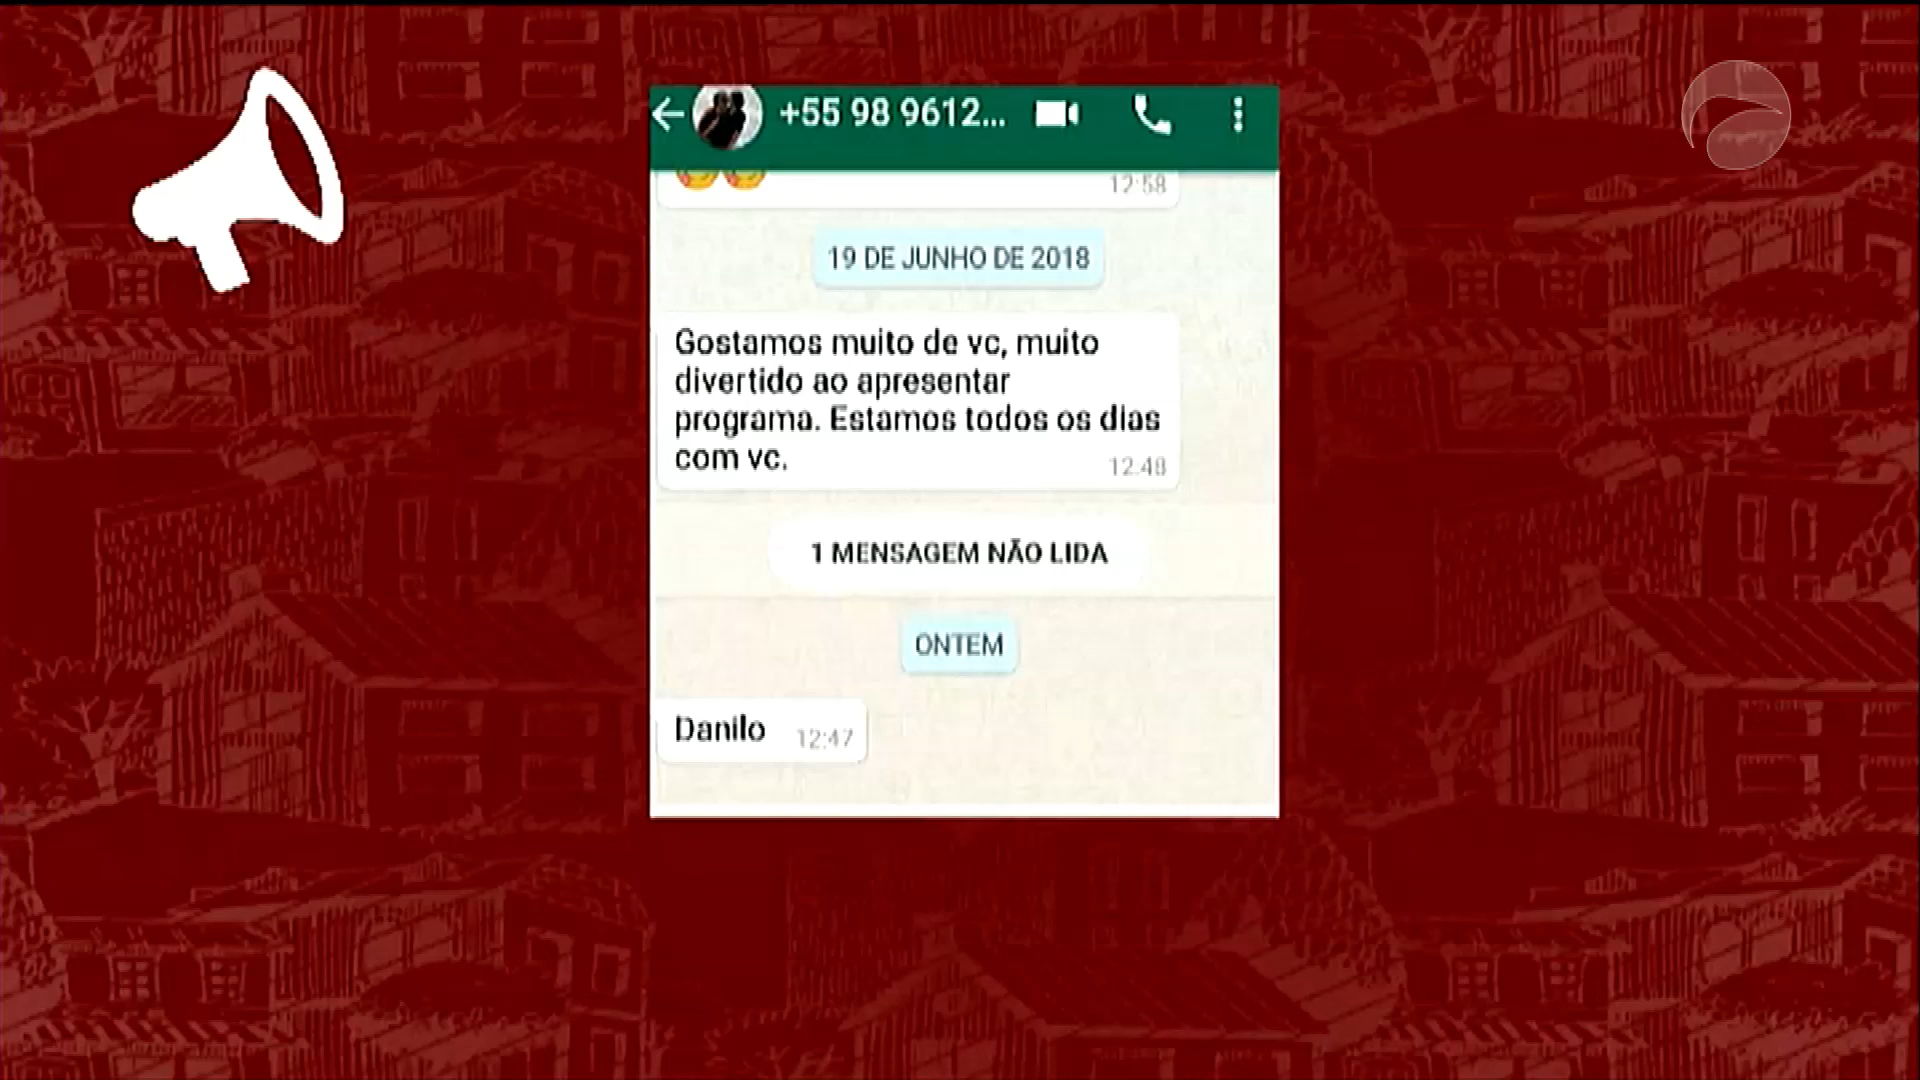 +55 98 9612...
12:58
19 DE JUNHO DE 2018
Gostamos muito de vc, muito
divertido ao apresentar
programa. Estamos todos os dias
com vc.
12:48
1 MENSAGEM NÃO LIDA
ONTEM
Danilo 12:47